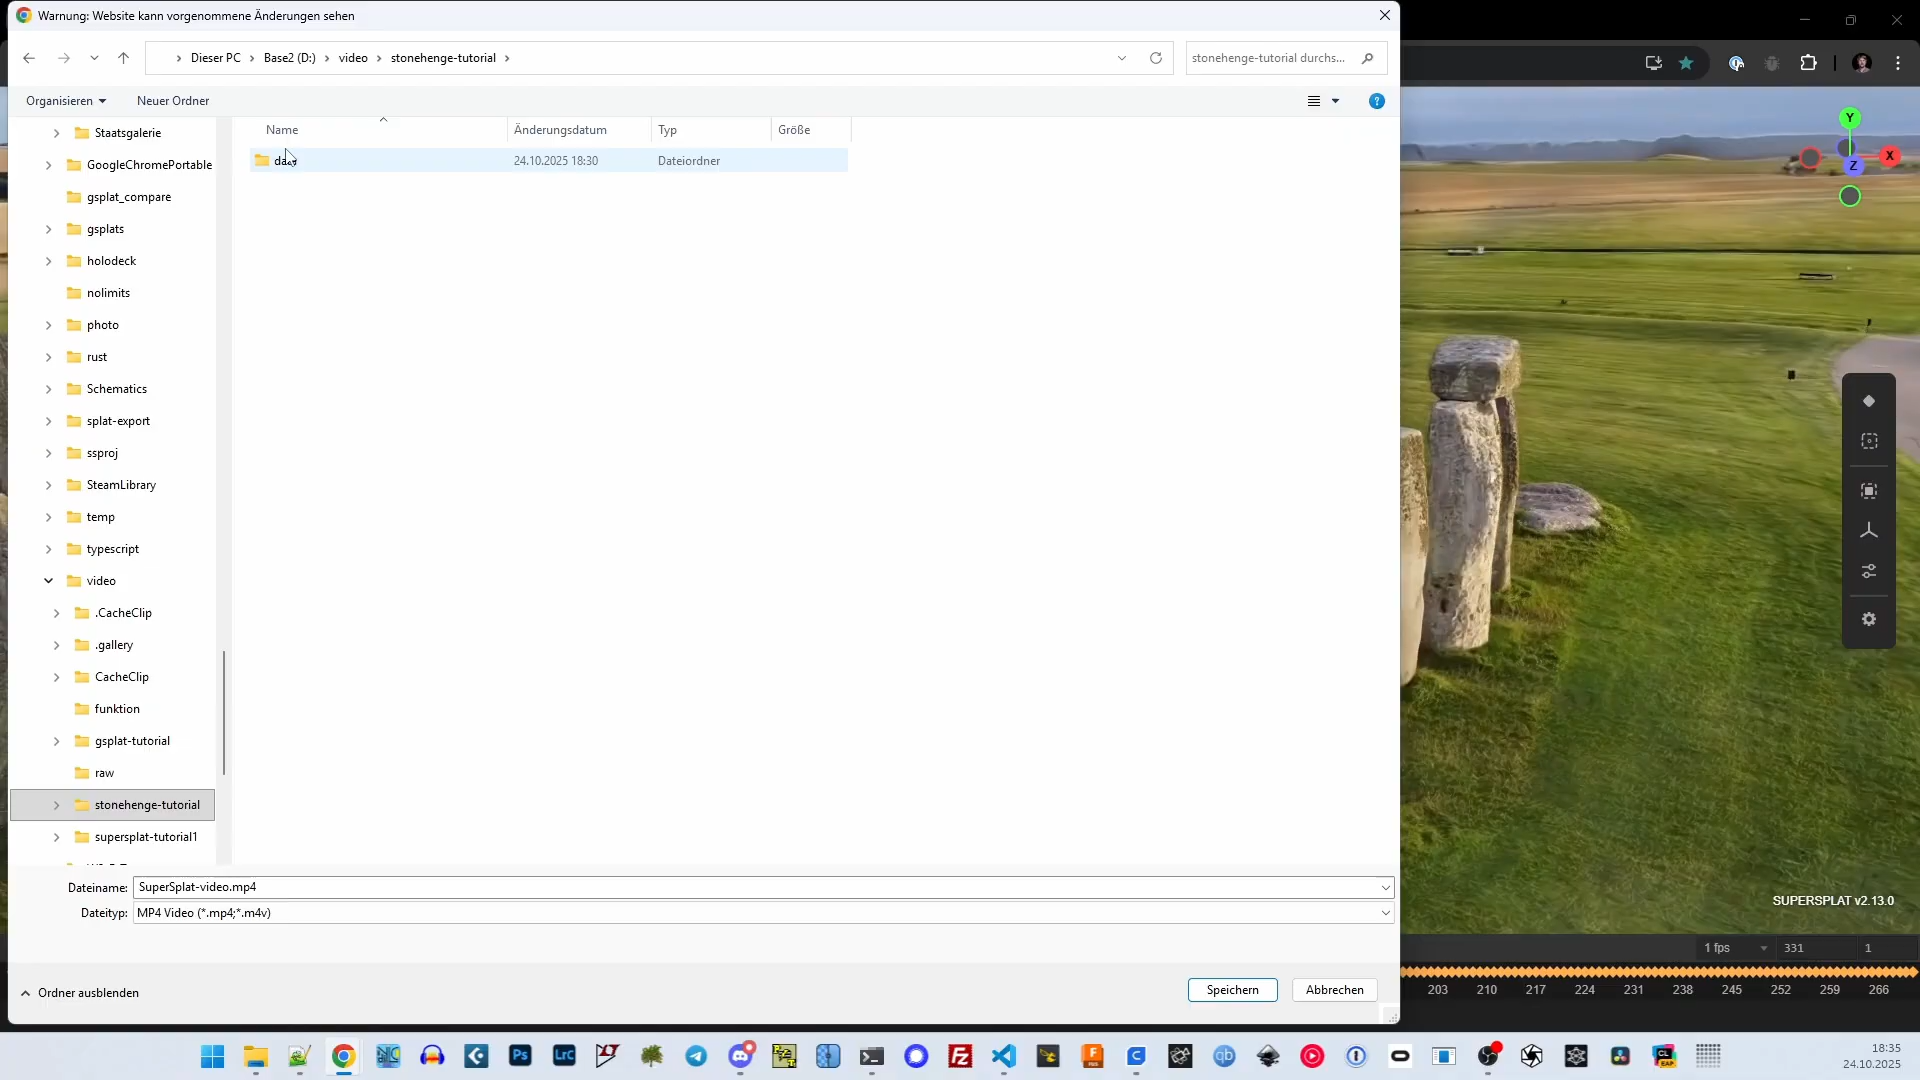 Warnung: Website kann vorgenommene Änderungen sehen
Dieser PC > Base2 (D:) > video > stonehenge-tutorial >
stonehenge-tutorial durchs...
Organisieren
Neuer Ordner
Name
Änderungsdatum
Typ
Größe
24.10.2025 18:30
Dateiordner
Staatsgalerie
GoogleChromePortable
gsplat_compare
gsplats
holodeck
nolimits
photo
rust
Schematics
splat-export
ssproj
SteamLibrary
temp
typescript
video
.CacheClip
.gallery
CacheClip
funktion
gsplat-tutorial
raw
stonehenge-tutorial
supersplat-tutorial1
Dateiname: SuperSplat-video.mp4
Dateityp: MP4 Video (*.mp4;*.m4v)
Ordner ausblenden
Speichern
Abbrechen
Y
X
Z
SUPERSPLAT v2.13.0
1 fps
331
1
203 210 217 224 231 238 245 252 259 266
Ps
LrC
18:35
24.10.2025